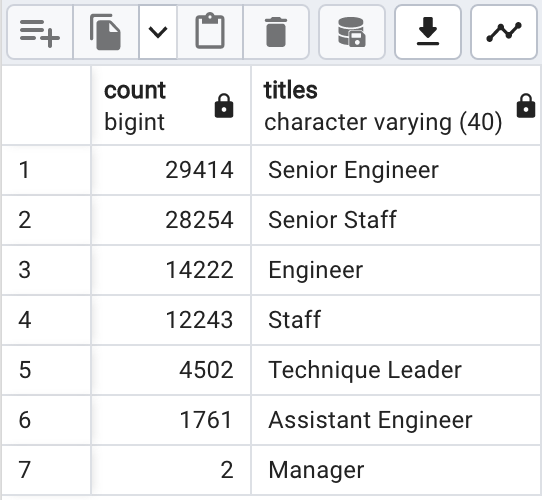 count titles
bigint character varying (40)
1 29414 Senior Engineer
2 28254 Senior Staff
3 14222 Engineer
4 12243 Staff
5 4502 Technique Leader
6 1761 Assistant Engineer
7 2 Manager